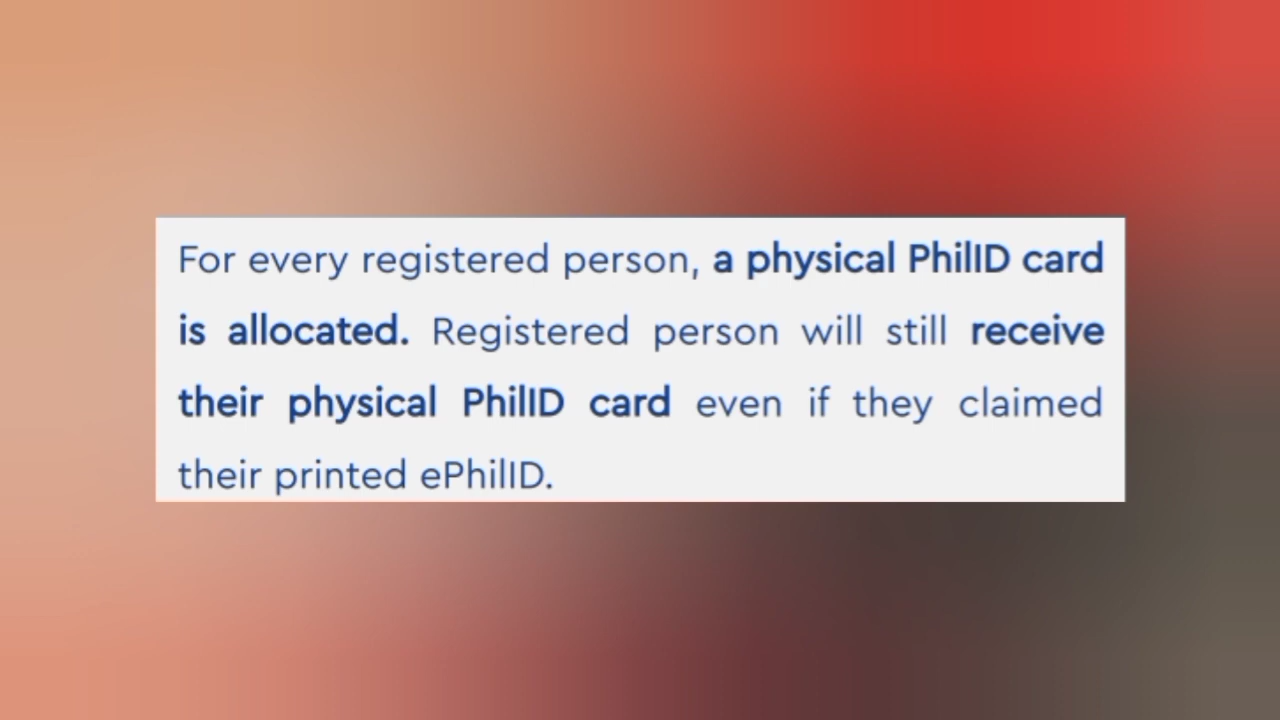 For every registered person, a physical PhilID card
is allocated. Registered person will still receive
their physical PhilID card even if they claimed
their printed ePhilID.